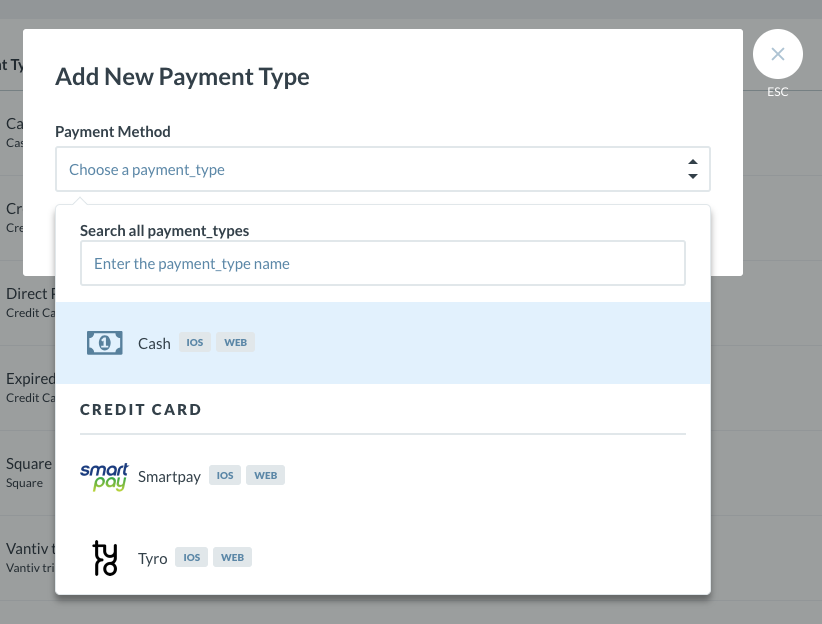 nt Ty
Add New Payment Type
ESC
Payment Method
Ca
Cas
Choose a payment_type
Cr
Cre
Search all payment_types
Enter the payment_type name
Direct P
Credit Ca
1
Cash IOS WEB
Expired
Credit Ca
CREDIT CARD
Square
Square
smart
pay
Smartpay IOS WEB
Vantiv t
Vantiv tri
tyro
Tyro IOS WEB